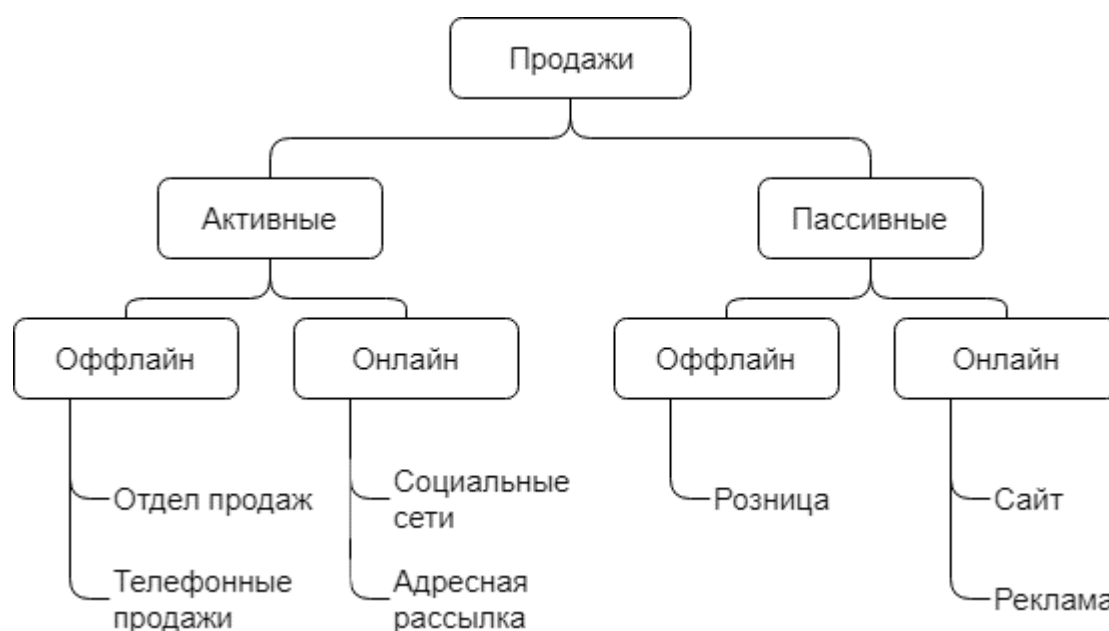 Продажи
Активные
Пассивные
Оффлайн
Онлайн
Оффлайн
Онлайн
Отдел продаж
Социальные
сети
Розница
Сайт
Телефонные
продажи
Адресная
рассылка
Реклама